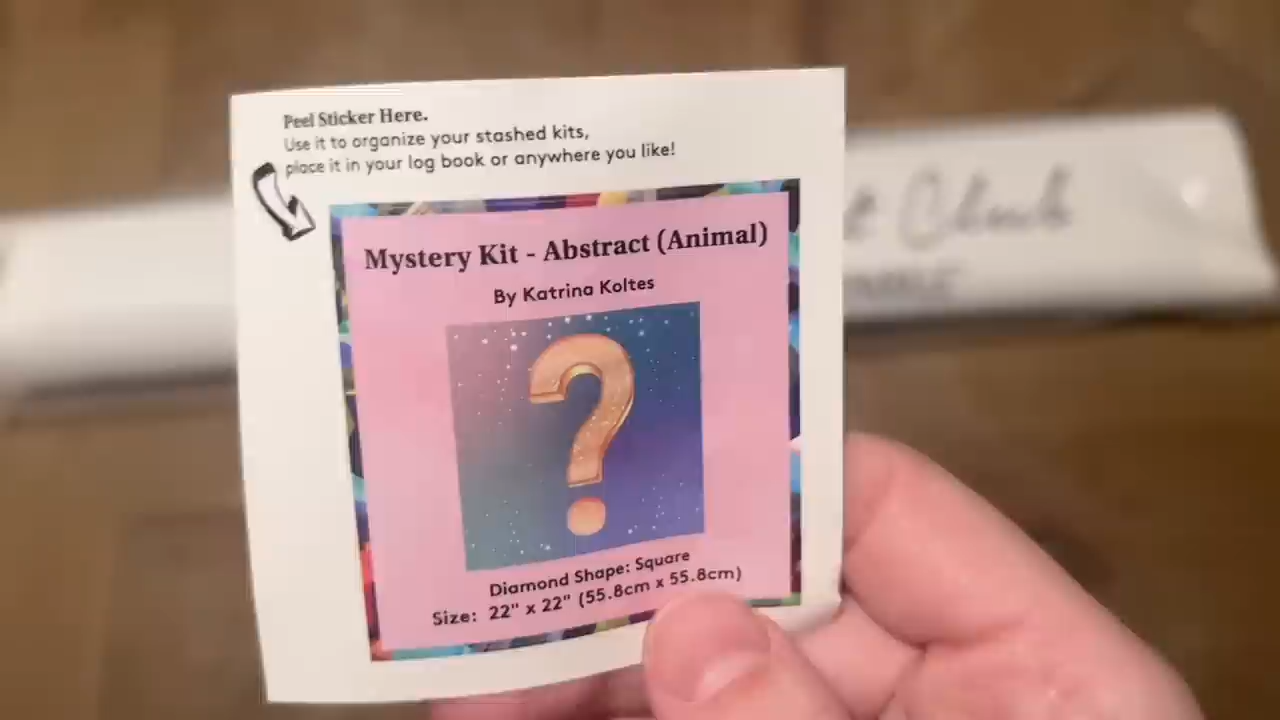 Peel Sticker Here.
Use it to organize your stashed kits,
place it in your log book or anywhere you like!
Mystery Kit - Abstract (Animal)
By Katrina Koltes
?
Diamond Shape: Square
Size: 22" x 22" (55.8cm x 55.8cm)
Club